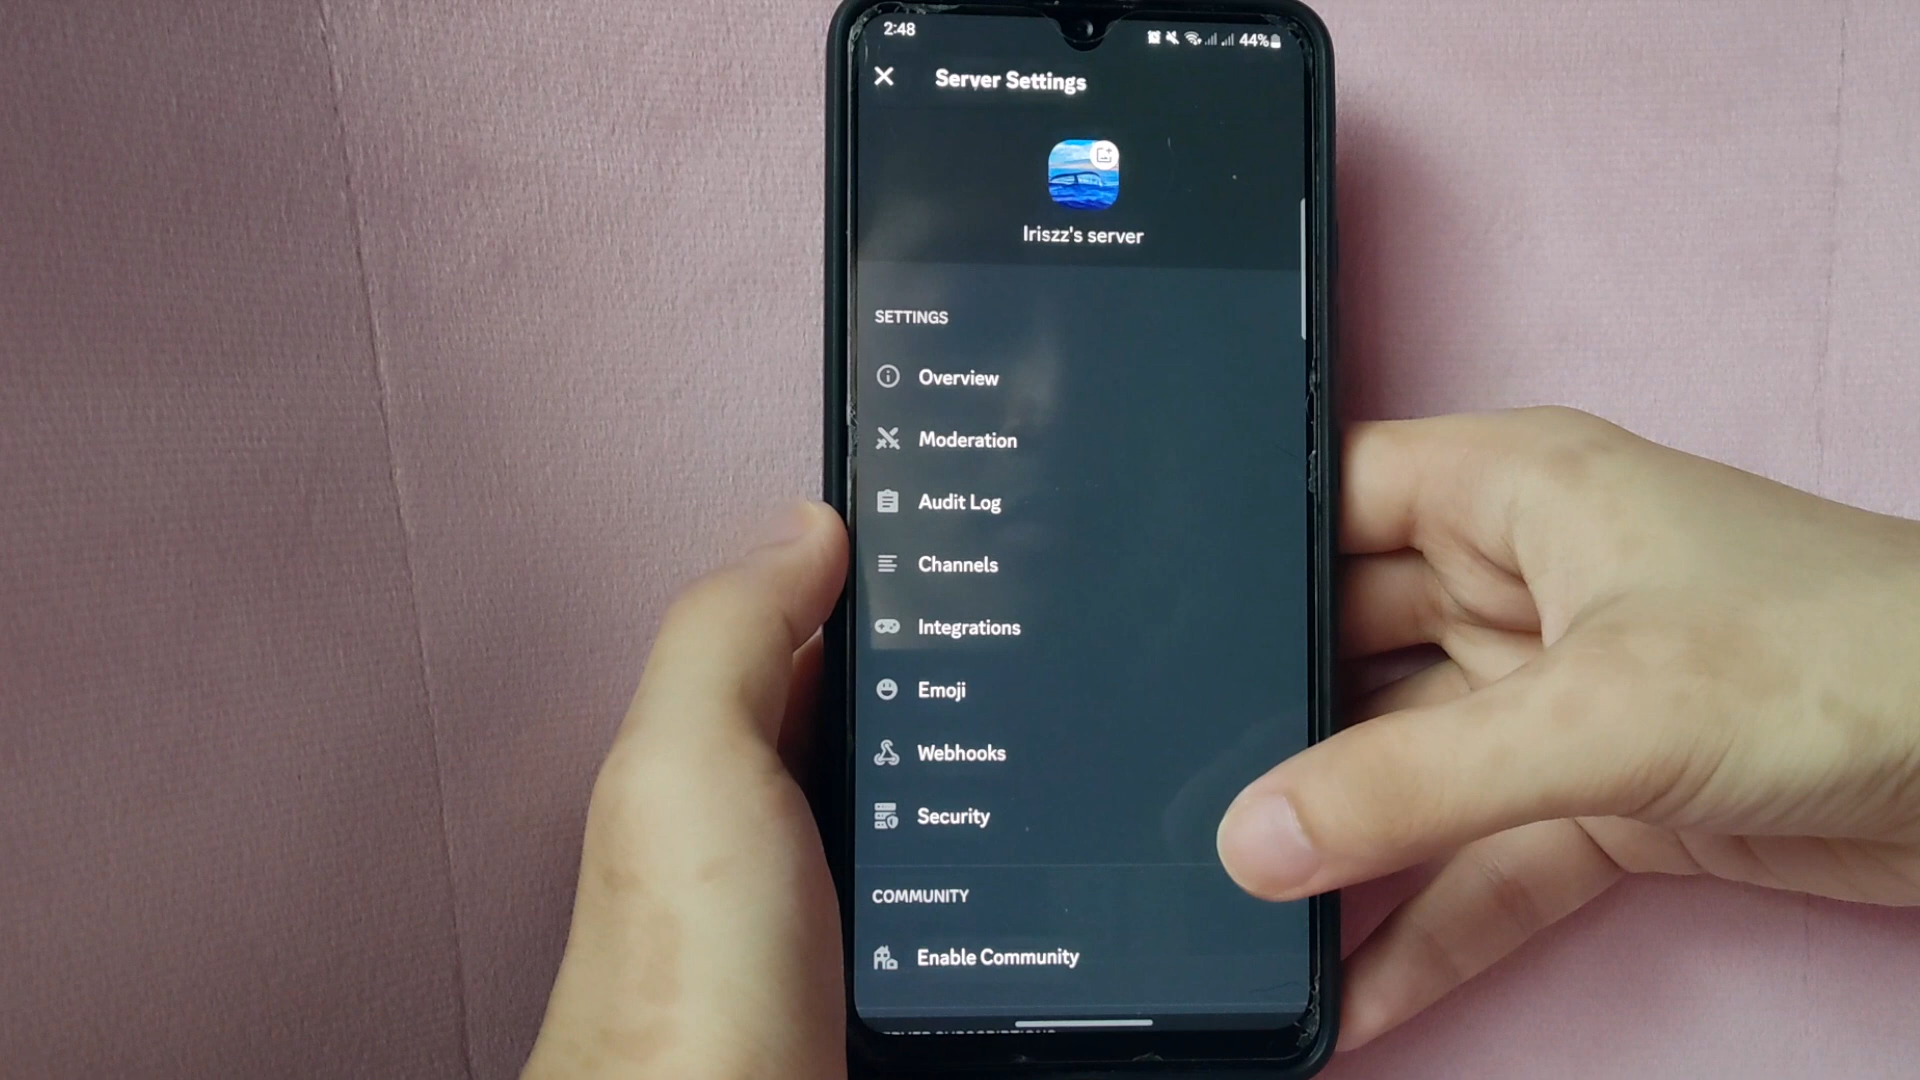 2:48
44%
Server Settings
Iriszz's server
SETTINGS
Overview
Moderation
Audit Log
Channels
Integrations
Emoji
Webhooks
Security
COMMUNITY
Enable Community